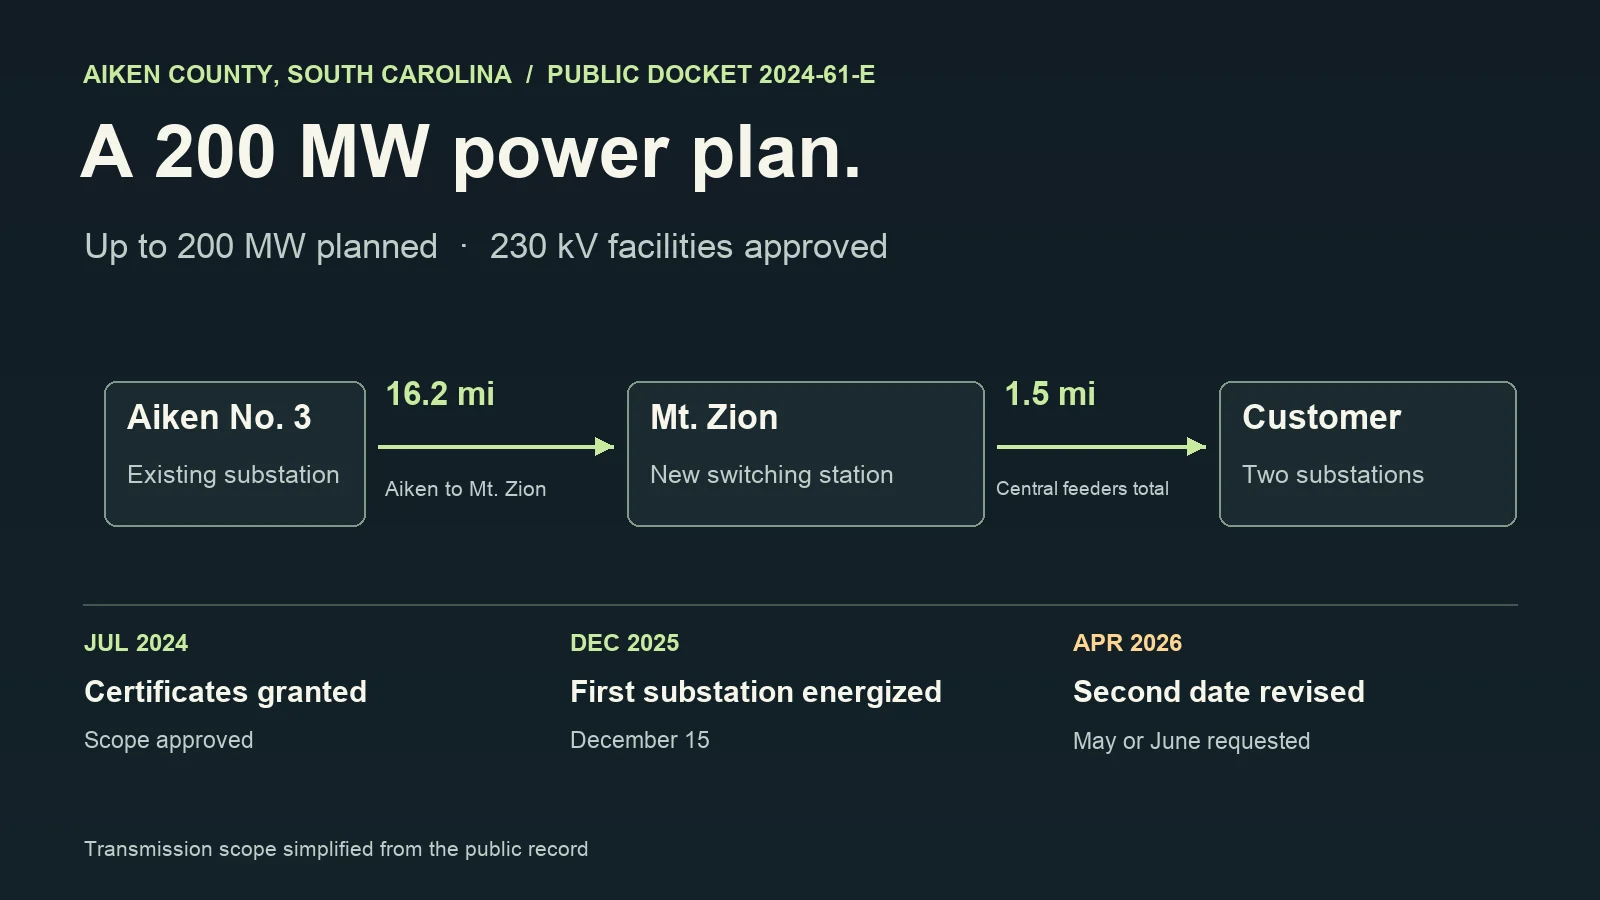 AIKEN COUNTY, SOUTH CAROLINA / PUBLIC DOCKET 2024-61-E
A 200 MW power plan.
Up to 200 MW planned · 230 kV facilities approved
Aiken No. 3
Existing substation
16.2 mi
Aiken to Mt. Zion
Mt. Zion
New switching station
1.5 mi
Central feeders total
Customer
Two substations
JUL 2024
Certificates granted
Scope approved
DEC 2025
First substation energized
December 15
APR 2026
Second date revised
May or June requested
Transmission scope simplified from the public record